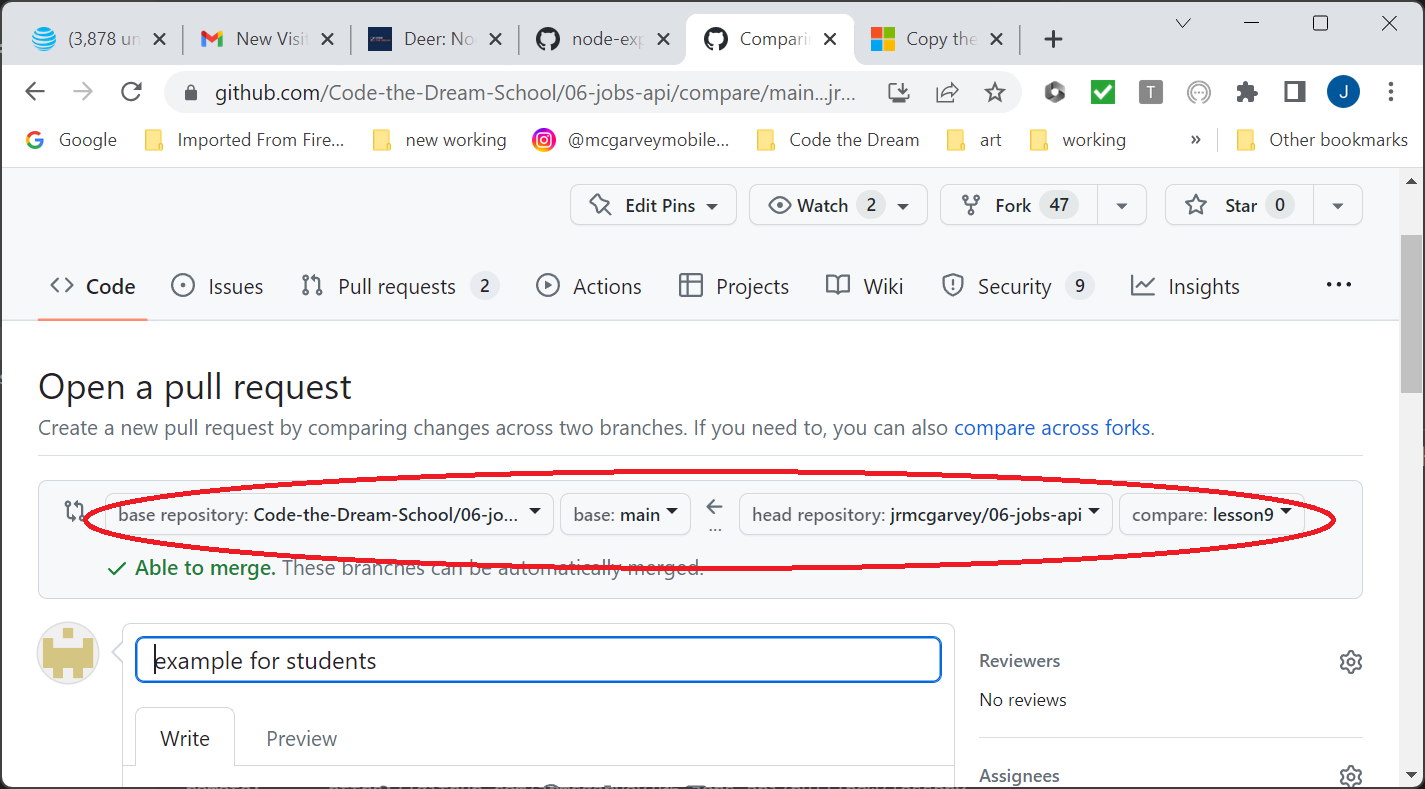 (3,878 un
New Visi
Deer: No
node-exp
Compari
Copy the
github.com/Code-the-Dream-School/06-jobs-api/compare/main...jr...
T
J
Google
Imported From Fire...
new working
@mcgarveymobile...
Code the Dream
art
working
»
Other bookmarks
Edit Pins
Watch 2
Fork 47
Star 0
Code
Issues
Pull requests 2
Actions
Projects
Wiki
Security 9
Insights
Open a pull request
Create a new pull request by comparing changes across two branches. If you need to, you can also compare across forks.
base repository: Code-the-Dream-School/06-jo...
base: main
head repository: jrmcgarvey/06-jobs-api
compare: lesson9
Able to merge. These branches can be automatically merged.
example for students
Reviewers
No reviews
Write
Preview
Assignees